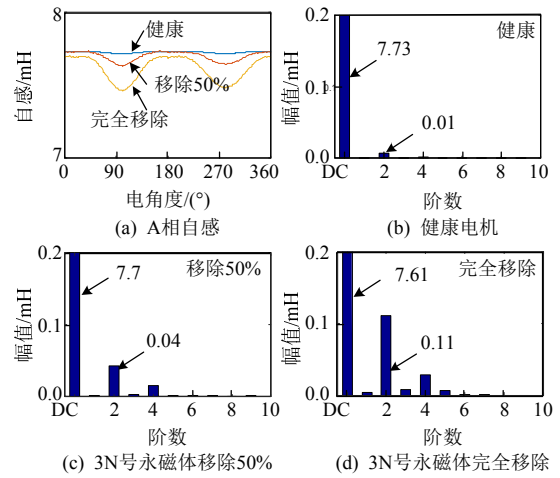 8
健康
自感/mH
移除50%
完全移除
7
0 90 180 270 360
电角度/(°)
(a) A相自感
0.2
健康
7.73
幅值/mH
0.1
0.01
0.0
DC 2 4 6 8 10
阶数
(b) 健康电机
0.2
移除50%
7.7
幅值/mH
0.1
0.04
0.0
DC 2 4 6 8 10
阶数
(c) 3N号永磁体移除50%
0.2
完全移除
7.61
幅值/mH
0.1
0.11
0.0
DC 2 4 6 8 10
阶数
(d) 3N号永磁体完全移除